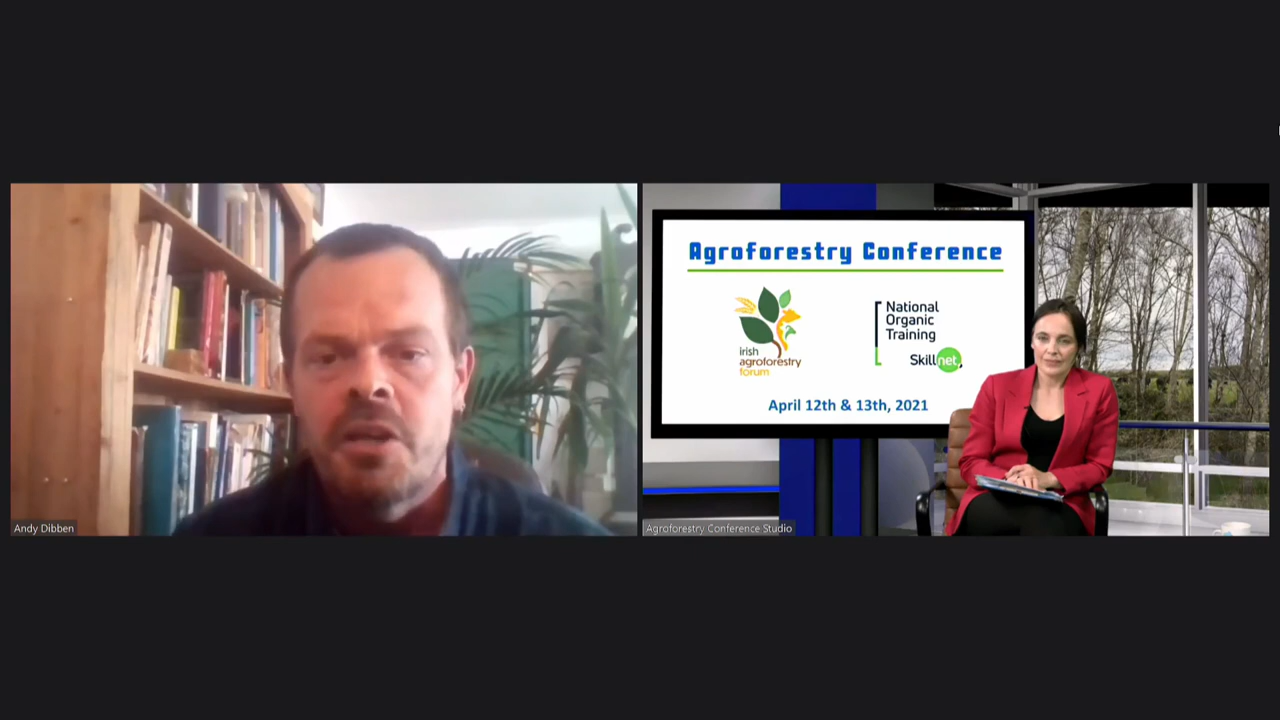 Agroforestry Conference
irish
agroforestry
forum
National
Organic
Training
Skillnet.
April 12th & 13th, 2021
Andy Dibben
Agroforestry Conference Studio